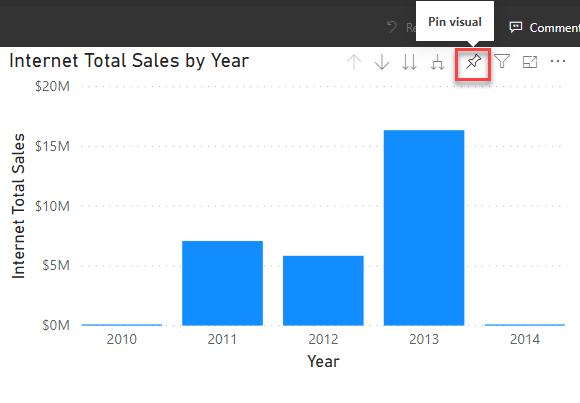 Pin visual
Re
Comment
Internet Total Sales by Year
$20M
$15M
$10M
$5M
$0M
Internet Total Sales
2010 2011 2012 2013 2014
Year